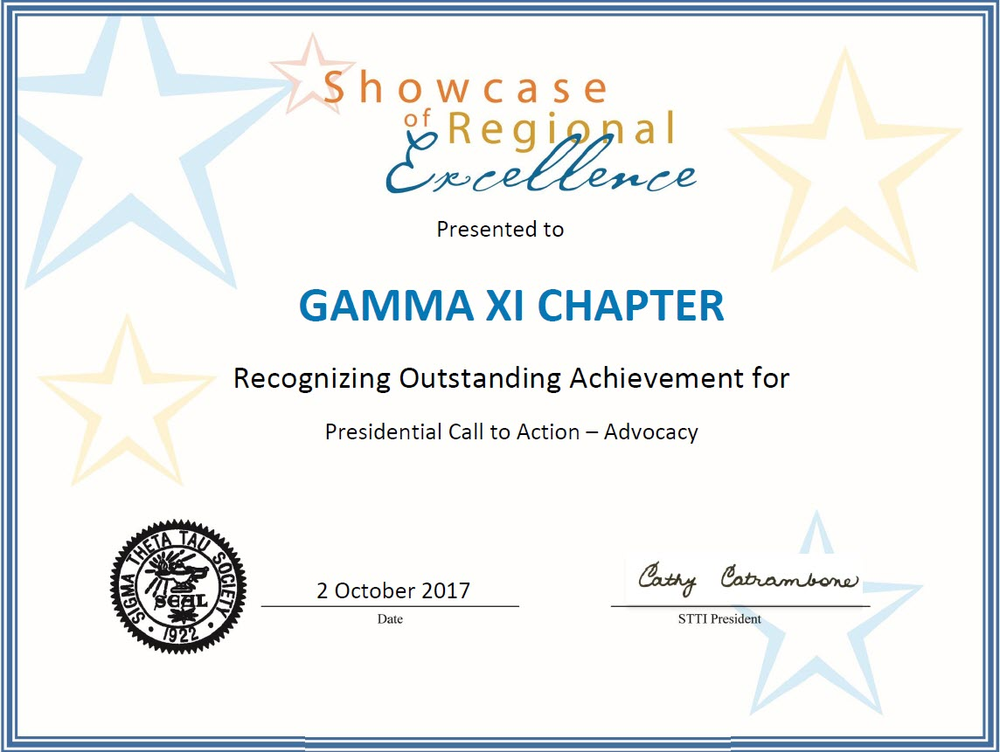 Showcase
of Regional
Excellence
Presented to
GAMMA XI CHAPTER
Recognizing Outstanding Achievement for
Presidential Call to Action – Advocacy
SIGMA THETA TAU SOCIETY
SEAL
· 1922 ·
2 October 2017
Date
Cathy Catrambone
STTI President